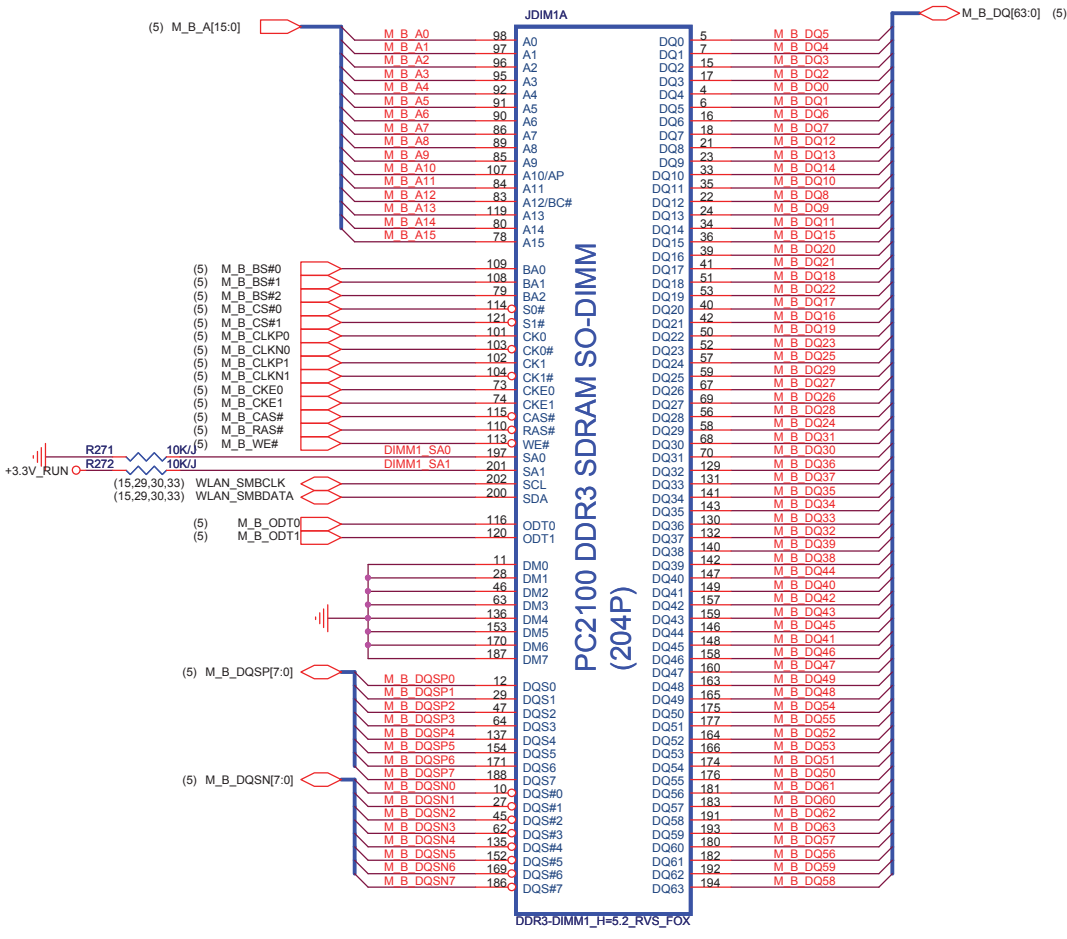 JDIM1A
(5) M_B_A[15:0]
M_B_A0 98 A0
M_B_A1 97 A1
M_B_A2 96 A2
M_B_A3 95 A3
M_B_A4 92 A4
M_B_A5 91 A5
M_B_A6 90 A6
M_B_A7 86 A7
M_B_A8 89 A8
M_B_A9 85 A9
M_B_A10 107 A10/AP
M_B_A11 84 A11
M_B_A12 83 A12/BC#
M_B_A13 119 A13
M_B_A14 80 A14
M_B_A15 78 A15
(5) M_B_BS#0 109 BA0
(5) M_B_BS#1 108 BA1
(5) M_B_BS#2 79 BA2
(5) M_B_CS#0 114 S0#
(5) M_B_CS#1 121 S1#
(5) M_B_CLKP0 101 CK0
(5) M_B_CLKN0 103 CK0#
(5) M_B_CLKP1 102 CK1
(5) M_B_CLKN1 104 CK1#
(5) M_B_CKE0 73 CKE0
(5) M_B_CKE1 74 CKE1
(5) M_B_CAS# 115 CAS#
(5) M_B_RAS# 110 RAS#
(5) M_B_WE# 113 WE#
R271 10K/J DIMM1_SA0 197 SA0
+3.3V_RUN R272 10K/J DIMM1_SA1 201 SA1
(15,29,30,33) WLAN_SMBCLK 202 SCL
(15,29,30,33) WLAN_SMBDATA 200 SDA
(5) M_B_ODT0 116 ODT0
(5) M_B_ODT1 120 ODT1
11 DM0
28 DM1
46 DM2
63 DM3
136 DM4
153 DM5
170 DM6
187 DM7
(5) M_B_DQSP[7:0]
M_B_DQSP0 12 DQS0
M_B_DQSP1 29 DQS1
M_B_DQSP2 47 DQS2
M_B_DQSP3 64 DQS3
M_B_DQSP4 137 DQS4
M_B_DQSP5 154 DQS5
M_B_DQSP6 171 DQS6
M_B_DQSP7 188 DQS7
(5) M_B_DQSN[7:0]
M_B_DQSN0 10 DQS#0
M_B_DQSN1 27 DQS#1
M_B_DQSN2 45 DQS#2
M_B_DQSN3 62 DQS#3
M_B_DQSN4 135 DQS#4
M_B_DQSN5 152 DQS#5
M_B_DQSN6 169 DQS#6
M_B_DQSN7 186 DQS#7
PC2100 DDR3 SDRAM SO-DIMM
(204P)
M_B_DQ[63:0] (5)
DQ0 5 M_B_DQ5
DQ1 7 M_B_DQ4
DQ2 15 M_B_DQ3
DQ3 17 M_B_DQ2
DQ4 4 M_B_DQ0
DQ5 6 M_B_DQ1
DQ6 16 M_B_DQ6
DQ7 18 M_B_DQ7
DQ8 21 M_B_DQ12
DQ9 23 M_B_DQ13
DQ10 33 M_B_DQ14
DQ11 35 M_B_DQ10
DQ12 22 M_B_DQ8
DQ13 24 M_B_DQ9
DQ14 34 M_B_DQ11
DQ15 36 M_B_DQ15
DQ16 39 M_B_DQ20
DQ17 41 M_B_DQ21
DQ18 51 M_B_DQ18
DQ19 53 M_B_DQ22
DQ20 40 M_B_DQ17
DQ21 42 M_B_DQ16
DQ22 50 M_B_DQ19
DQ23 52 M_B_DQ23
DQ24 57 M_B_DQ25
DQ25 59 M_B_DQ29
DQ26 67 M_B_DQ27
DQ27 69 M_B_DQ26
DQ28 56 M_B_DQ28
DQ29 58 M_B_DQ24
DQ30 68 M_B_DQ31
DQ31 70 M_B_DQ30
DQ32 129 M_B_DQ36
DQ33 131 M_B_DQ37
DQ34 141 M_B_DQ35
DQ35 143 M_B_DQ34
DQ36 130 M_B_DQ33
DQ37 132 M_B_DQ32
DQ38 140 M_B_DQ39
DQ39 142 M_B_DQ38
DQ40 147 M_B_DQ44
DQ41 149 M_B_DQ40
DQ42 157 M_B_DQ42
DQ43 159 M_B_DQ43
DQ44 146 M_B_DQ45
DQ45 148 M_B_DQ41
DQ46 158 M_B_DQ46
DQ47 160 M_B_DQ47
DQ48 163 M_B_DQ49
DQ49 165 M_B_DQ48
DQ50 175 M_B_DQ54
DQ51 177 M_B_DQ55
DQ52 164 M_B_DQ52
DQ53 166 M_B_DQ53
DQ54 174 M_B_DQ51
DQ55 176 M_B_DQ50
DQ56 181 M_B_DQ61
DQ57 183 M_B_DQ60
DQ58 191 M_B_DQ62
DQ59 193 M_B_DQ63
DQ60 180 M_B_DQ57
DQ61 182 M_B_DQ56
DQ62 192 M_B_DQ59
DQ63 194 M_B_DQ58
DDR3-DIMM1_H=5.2_RVS_FOX